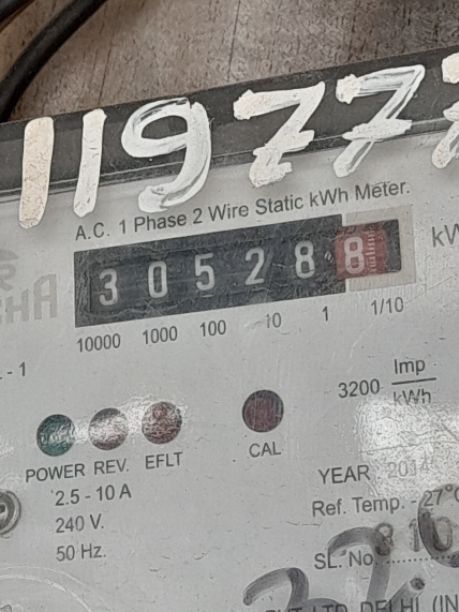 119777
A.C. 1 Phase 2 Wire Static kWh Meter.
3 0 5 2 8 8
10000 1000 100 10 1 1/10
3200 Imp/kWh
POWER REV. EFLT CAL
2.5 - 10 A
240 V.
50 Hz.
YEAR 2014
Ref. Temp. - 27°C
SL. No.